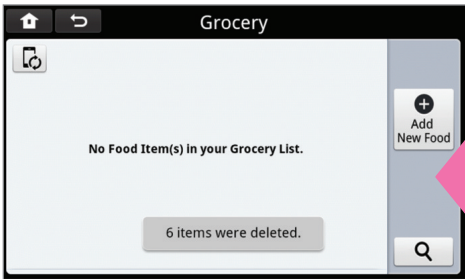 Grocery
Add
New Food
No Food Item(s) in your Grocery List.
6 items were deleted.